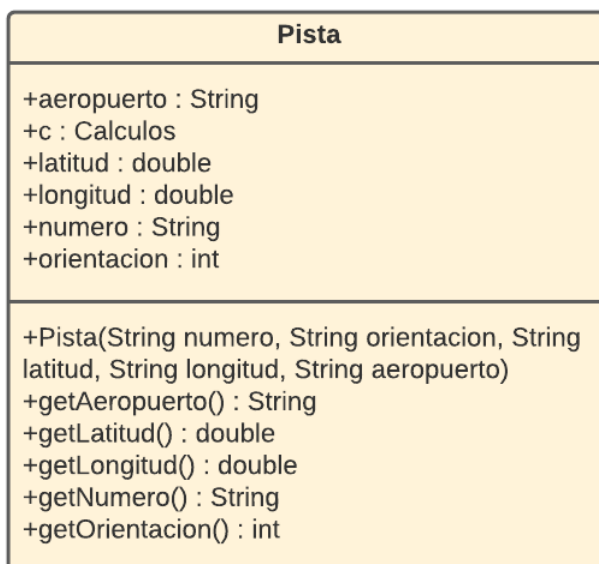 Pista
+aeropuerto : String
+c : Calculos
+latitud : double
+longitud : double
+numero : String
+orientacion : int
+Pista(String numero, String orientacion, String
latitud, String longitud, String aeropuerto)
+getAeropuerto() : String
+getLatitud() : double
+getLongitud() : double
+getNumero() : String
+getOrientacion() : int